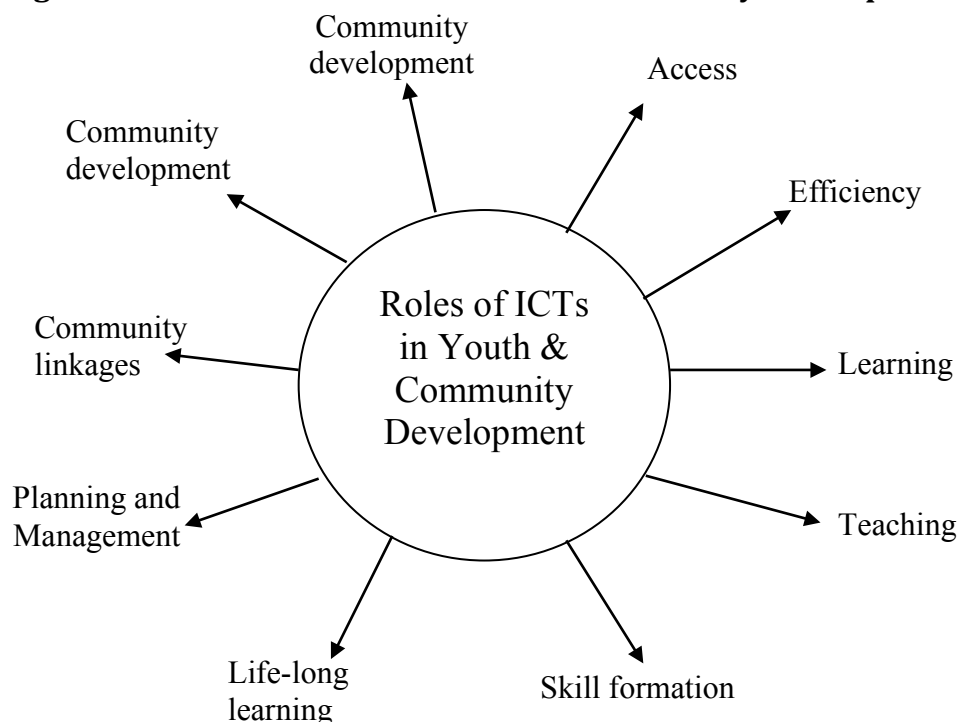 Community
development
Access
Community
development
Efficiency
Roles of ICTs
in Youth &
Community
Development
Community
linkages
Learning
Planning and
Management
Teaching
Life-long
learning
Skill formation